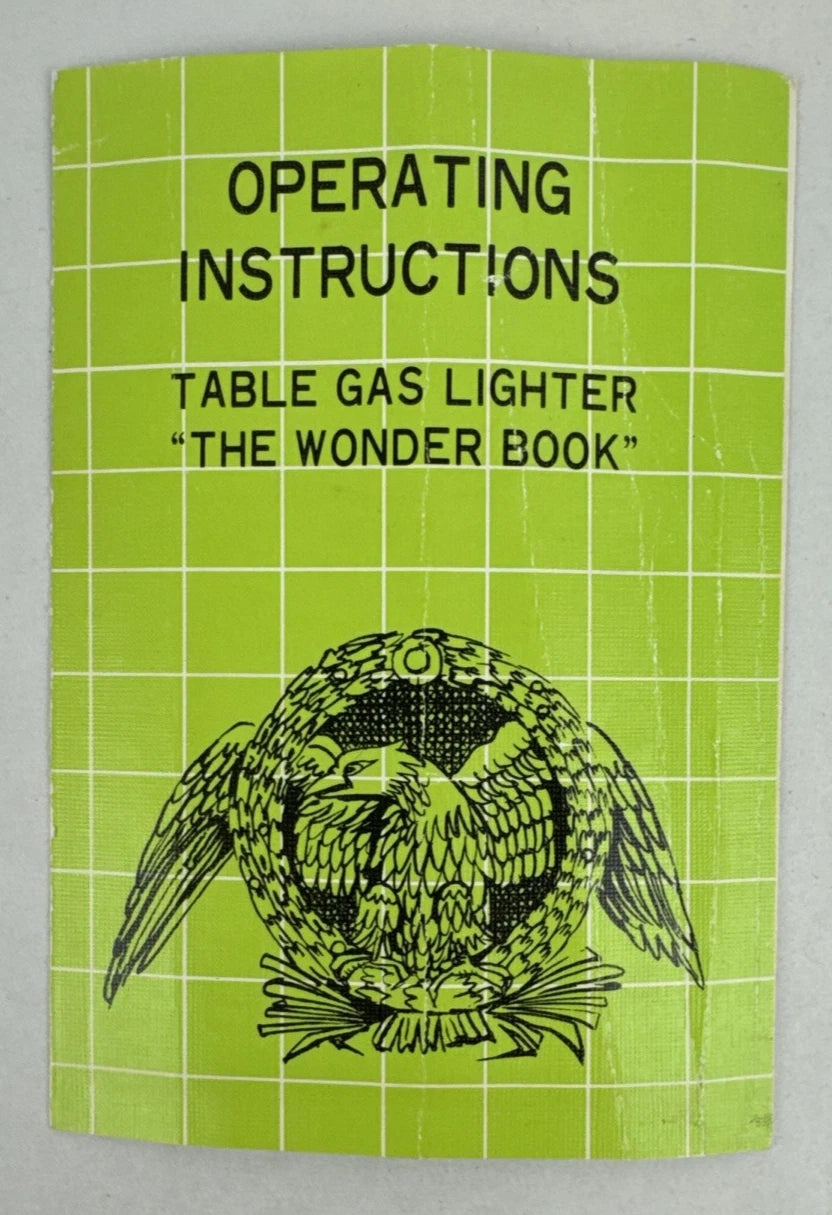 OPERATING
INSTRUCTIONS
TABLE GAS LIGHTER
“THE WONDER BOOK”